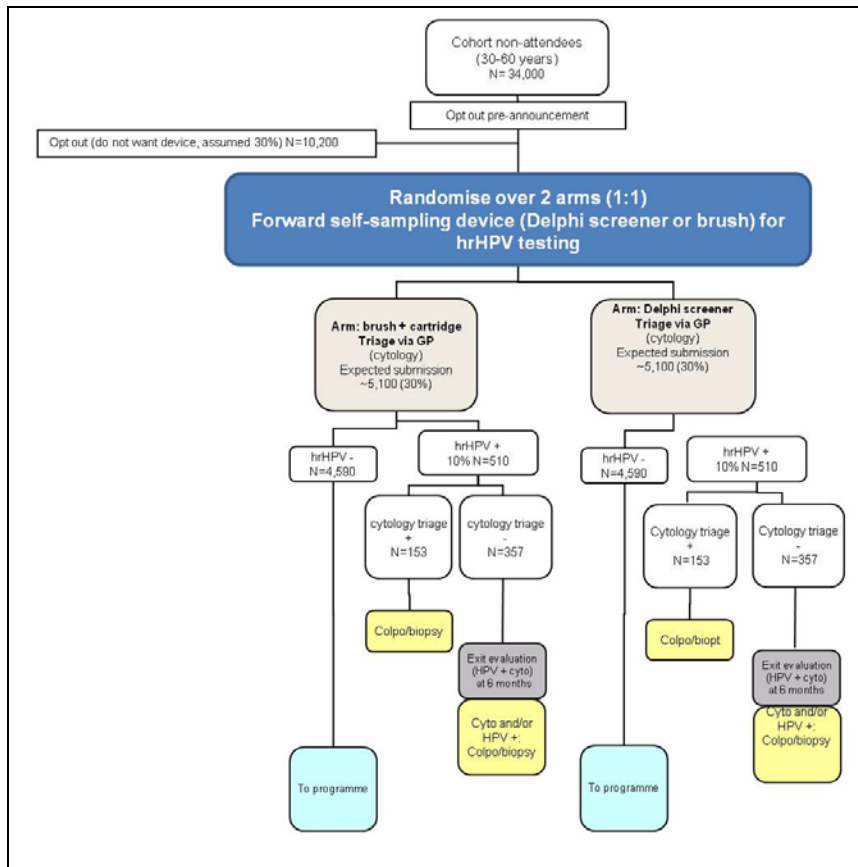 Cohort non-attendees
(30-60 years)
N= 34,000
Opt out pre-announcement
Opt out (do not want device, assumed 30%) N=10,200
Randomise over 2 arms (1:1)
Forward self-sampling device (Delphi screener or brush) for
hrHPV testing
Arm: brush + cartridge
Triage via GP
(cytology)
Expected submission
~5,100 (30%)
Arm: Delphi screener
Triage via GP
(cytology)
Expected submission
~5,100 (30%)
hrHPV -
N=4,590
hrHPV +
10% N=510
hrHPV -
N=4,590
hrHPV +
10% N=510
cytology triage
+
N=153
cytology triage
-
N=357
Cytology triage
+
N=153
Cytology triage
-
N=357
Colpo/biopsy
Colpo/biopt
Exit evaluation
(HPV + cyto)
at 6 months
Exit evaluation
(HPV + cyto)
at 6 months
Cyto and/or
HPV +:
Colpo/biopsy
Cyto and/or
HPV +:
Colpo/biopsy
To programme
To programme